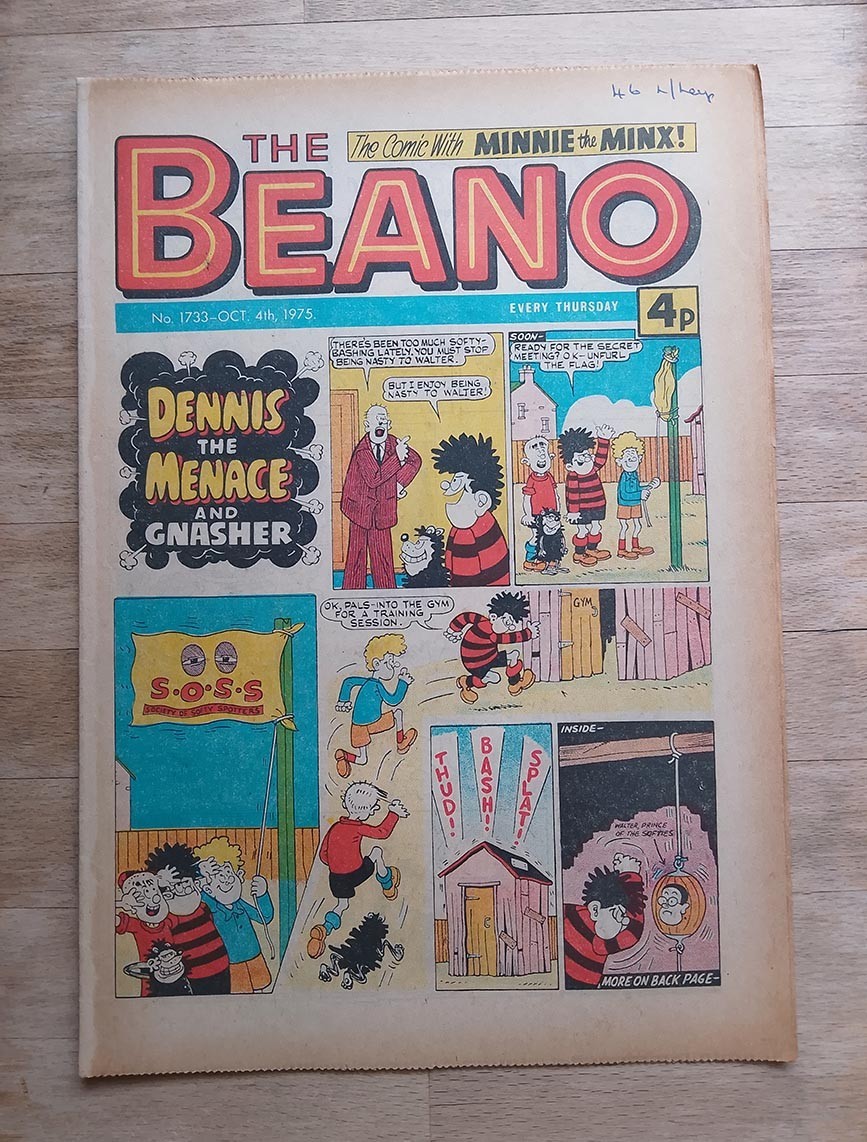 THE
The Comic With MINNIE the MINX!
BEANO
No. 1733-OCT. 4th, 1975.
EVERY THURSDAY
4p
DENNIS
THE
MENACE
AND
GNASHER
THERE'S BEEN TOO MUCH SOFTY-
BASHING LATELY. YOU MUST STOP
BEING NASTY TO WALTER.
BUT I ENJOY BEING
NASTY TO WALTER!
SOON-
READY FOR THE SECRET
MEETING? OK-UNFURL
THE FLAG!
S·O·S·S
SOCIETY OF SOFTY SPOTTERS
OK, PALS-INTO THE GYM
FOR A TRAINING
SESSION.
GYM
THUD!
BASH!
SPLAT!
INSIDE-
WALTER, PRINCE
OF THE SOFTIES
MORE ON BACK PAGE-